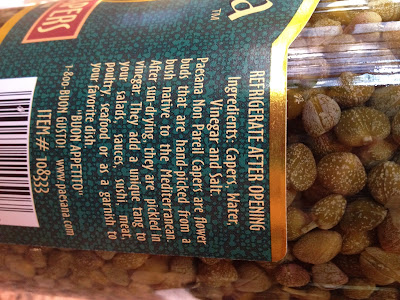 a ™
APERS
REFRIGERATE AFTER OPENING
Ingredients: Capers, Water,
Vinegar and Salt.
Paesana Non Pareil Capers are flower
buds that are hand-picked from a
bush native to the Mediterranean.
After sun-drying, they are pickled in
vinegar. They add a unique tang to
your salads, sauces, sushi, meat,
poultry, seafood or as a garnish to
your favorite dish.
"BUON APPETITO"
1-800-BUON GUSTO! www.paesana.com
ITEM# 108333